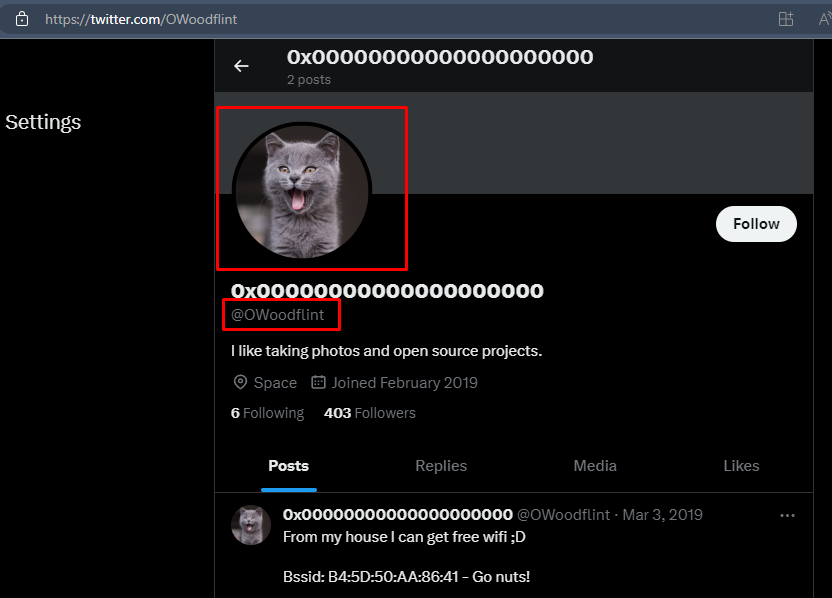 https://twitter.com/OWoodflint
0x00000000000000000000
2 posts
Settings
Follow
0x00000000000000000000
@OWoodflint
I like taking photos and open source projects.
Space Joined February 2019
6 Following 403 Followers
Posts Replies Media Likes
0x00000000000000000000 @OWoodflint · Mar 3, 2019 ...
From my house I can get free wifi ;D
Bssid: B4:5D:50:AA:86:41 - Go nuts!